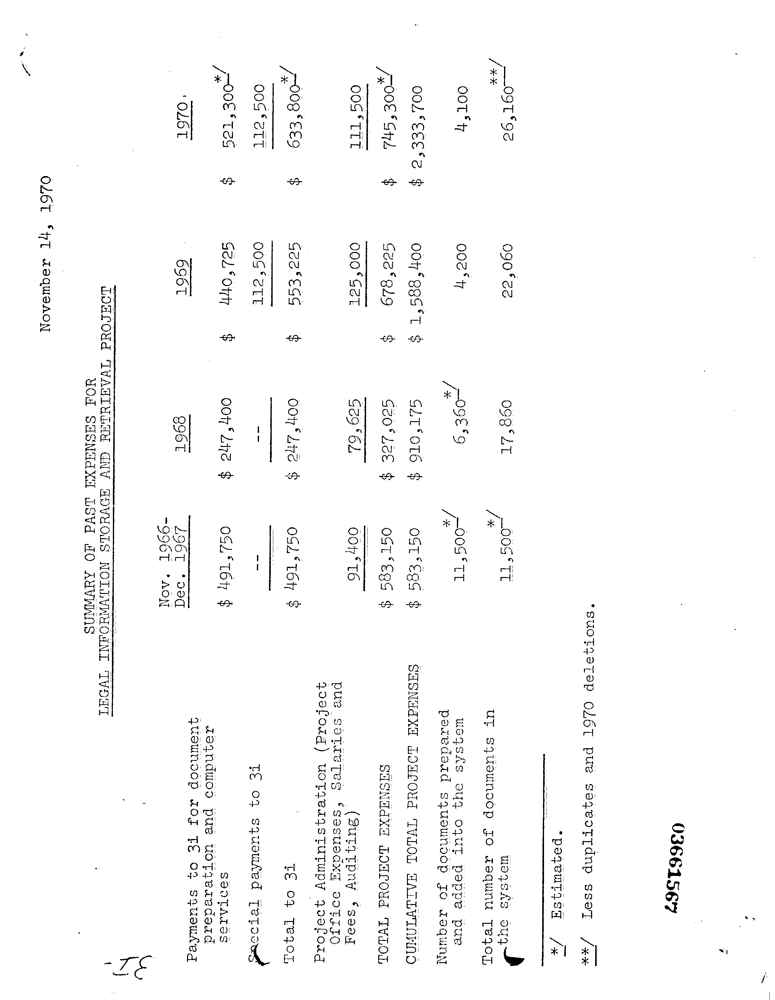 3I-
November 14, 1970
SUMMARY OF PAST EXPENSES FOR
LEGAL INFORMATION STORAGE AND RETRIEVAL PROJECT
Nov. 1966-
Dec. 1967 1968 1969 1970
Payments to 3i for document
preparation and computer
services $ 491,750 $ 247,400 $ 440,725 $ 521,300*/
Special payments to 3i -- -- 112,500 112,500
Total to 3i $ 491,750 $ 247,400 $ 553,225 $ 633,800*/
Project Administration (Project
Office Expenses, Salaries and
Fees, Auditing) 91,400 79,625 125,000 111,500
TOTAL PROJECT EXPENSES $ 583,150 $ 327,025 $ 678,225 $ 745,300*/
CUMULATIVE TOTAL PROJECT EXPENSES $ 583,150 $ 910,175 $ 1,588,400 $ 2,333,700
Number of documents prepared
and added into the system 11,500*/ 6,360*/ 4,200 4,100
Total number of documents in
the system 11,500*/ 17,860 22,060 26,160**/
*/ Estimated.
**/ Less duplicates and 1970 deletions.
03661567